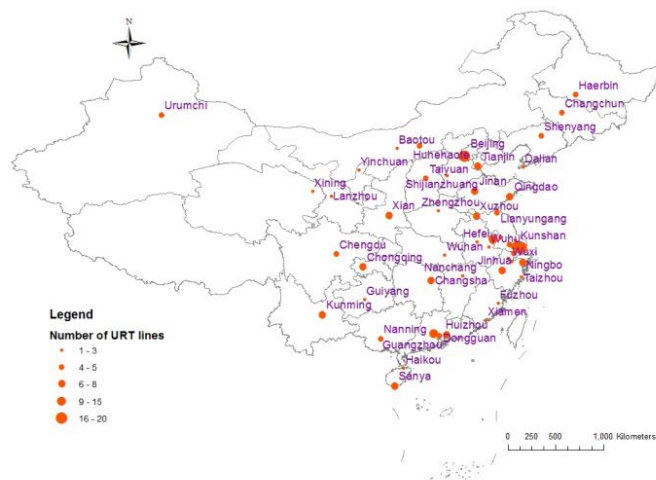 N
Haerbin
Changchun
Urumchi
Shenyang
Baotou
Beijing
Huhehaote
Tianjin
Dalian
Yinchuan
Taiyuan
Xining
Shijianzhuang
Jinan
Qingdao
Lanzhou
Zhengzhou
Xuzhou
Xian
Lianyungang
Hefei
Wuhu
Kunshan
Chengdu
Wuhan
Wuxi
Chongqing
Jinhua
Ningbo
Nanchang
Taizhou
Changsha
Guiyang
Fuzhou
Kunming
Xiamen
Nanning
Huizhou
Guangzhou
Dongguan
Haikou
Sanya
Legend
Number of URT lines
1 - 3
4 - 5
6 - 8
9 - 15
16 - 20
0 250 500 1,000 Kilometers